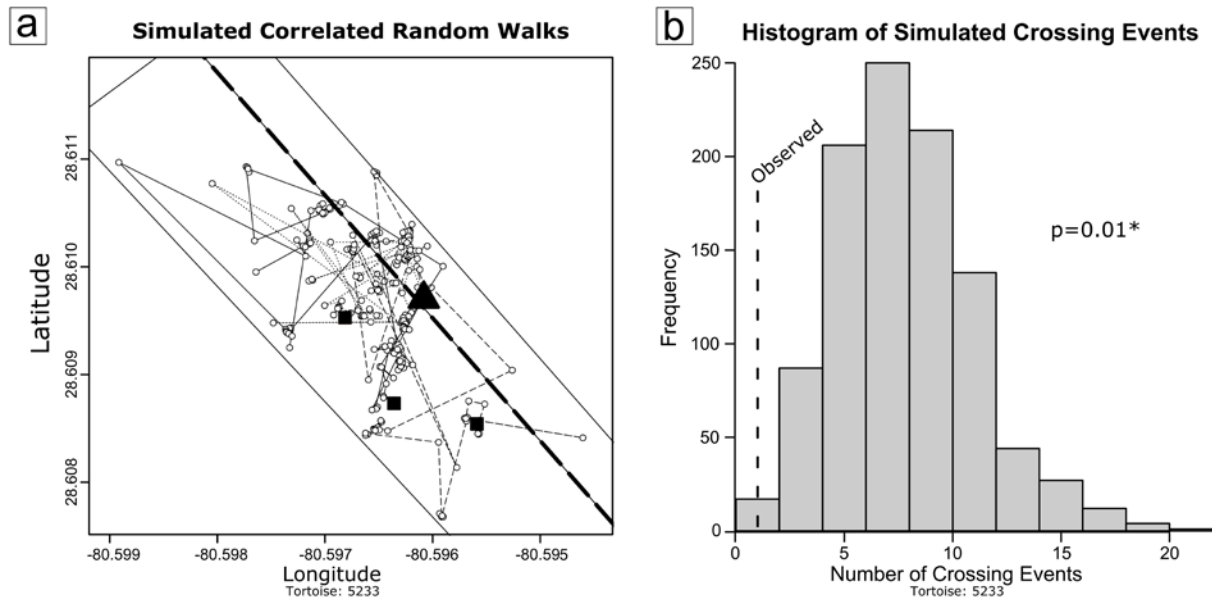 a
Simulated Correlated Random Walks
28.611
28.610
28.609
28.608
Latitude
-80.599
-80.598
-80.597
-80.596
-80.595
Longitude
Tortoise: 5233
b
Histogram of Simulated Crossing Events
250
200
150
100
50
0
Frequency
Observed
p=0.01*
0
5
10
15
20
Number of Crossing Events
Tortoise: 5233